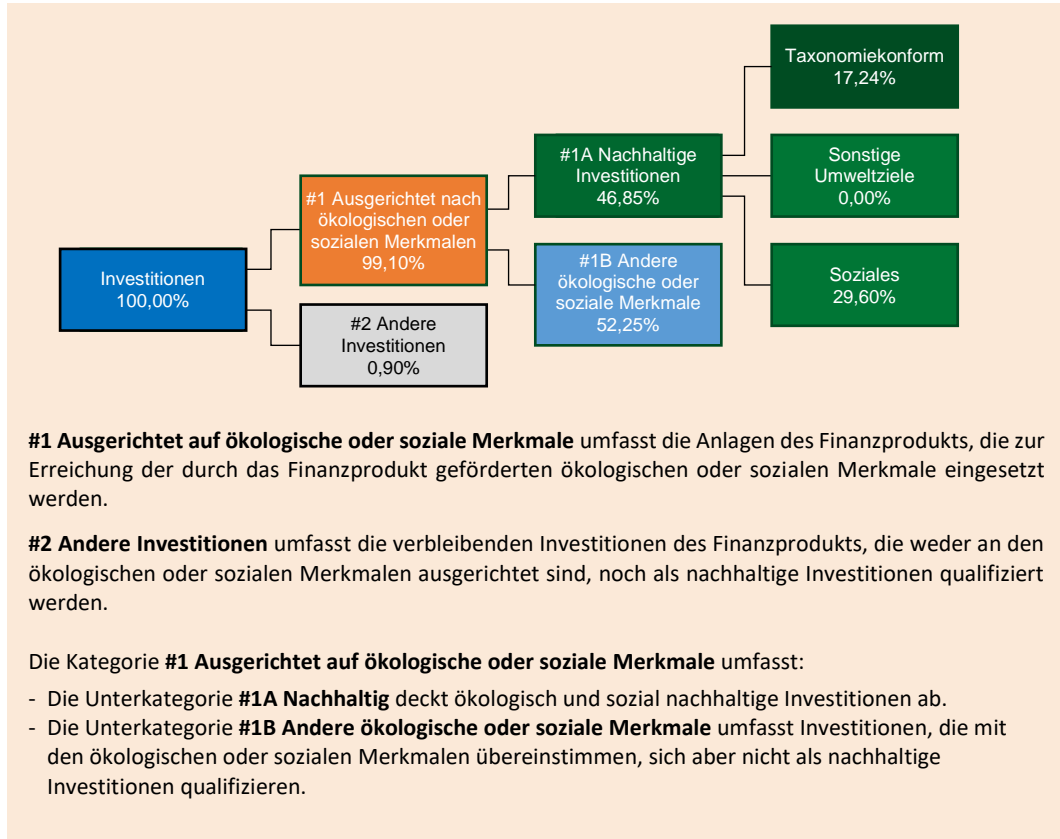 Taxonomiekonform
17,24%
#1A Nachhaltige
Investitionen
46,85%
Sonstige
Umweltziele
0,00%
#1 Ausgerichtet nach
ökologischen oder
sozialen Merkmalen
99,10%
Investitionen
100,00%
#1B Andere
ökologische oder
soziale Merkmale
52,25%
Soziales
29,60%
#2 Andere
Investitionen
0,90%
#1 Ausgerichtet auf ökologische oder soziale Merkmale umfasst die Anlagen des Finanzprodukts, die zur
Erreichung der durch das Finanzprodukt geförderten ökologischen oder sozialen Merkmale eingesetzt
werden.
#2 Andere Investitionen umfasst die verbleibenden Investitionen des Finanzprodukts, die weder an den
ökologischen oder sozialen Merkmalen ausgerichtet sind, noch als nachhaltige Investitionen qualifiziert
werden.
Die Kategorie #1 Ausgerichtet auf ökologische oder soziale Merkmale umfasst:
- Die Unterkategorie #1A Nachhaltig deckt ökologisch und sozial nachhaltige Investitionen ab.
- Die Unterkategorie #1B Andere ökologische oder soziale Merkmale umfasst Investitionen, die mit
den ökologischen oder sozialen Merkmalen übereinstimmen, sich aber nicht als nachhaltige
Investitionen qualifizieren.